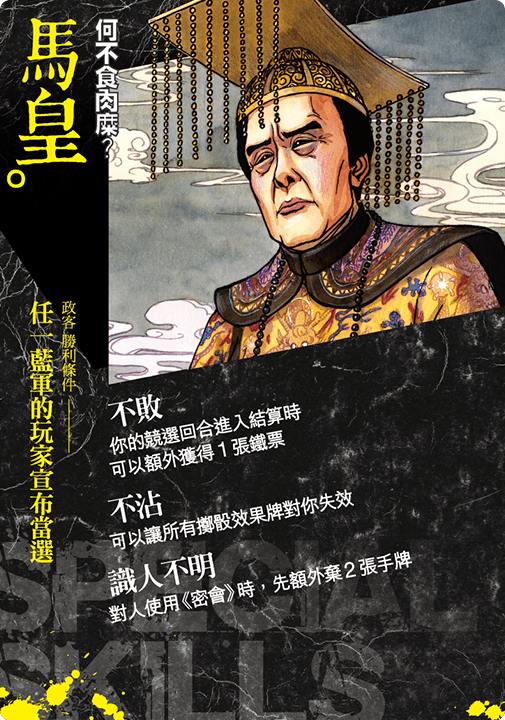 馬皇。
何不食肉糜？
政客 勝利條件
任一藍軍的玩家宣布當選
不敗
你的競選回合進入結算時
可以額外獲得1張鐵票
不沾
可以讓所有擲骰效果牌對你失效
識人不明
對人使用《密會》時，先額外棄2張手牌
SPECIAL
SKILLS